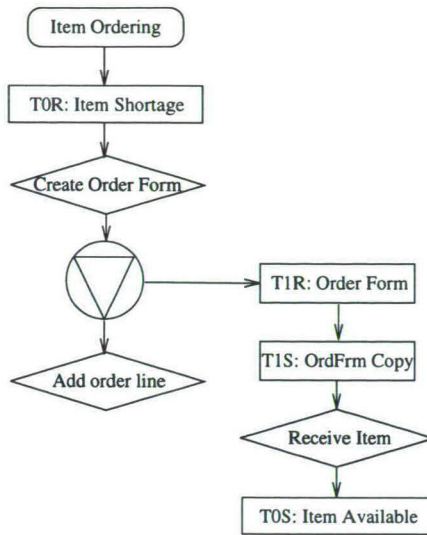 Item Ordering
T0R: Item Shortage
Create Order Form
T1R: Order Form
T1S: OrdFrm Copy
Add order line
Receive Item
T0S: Item Available